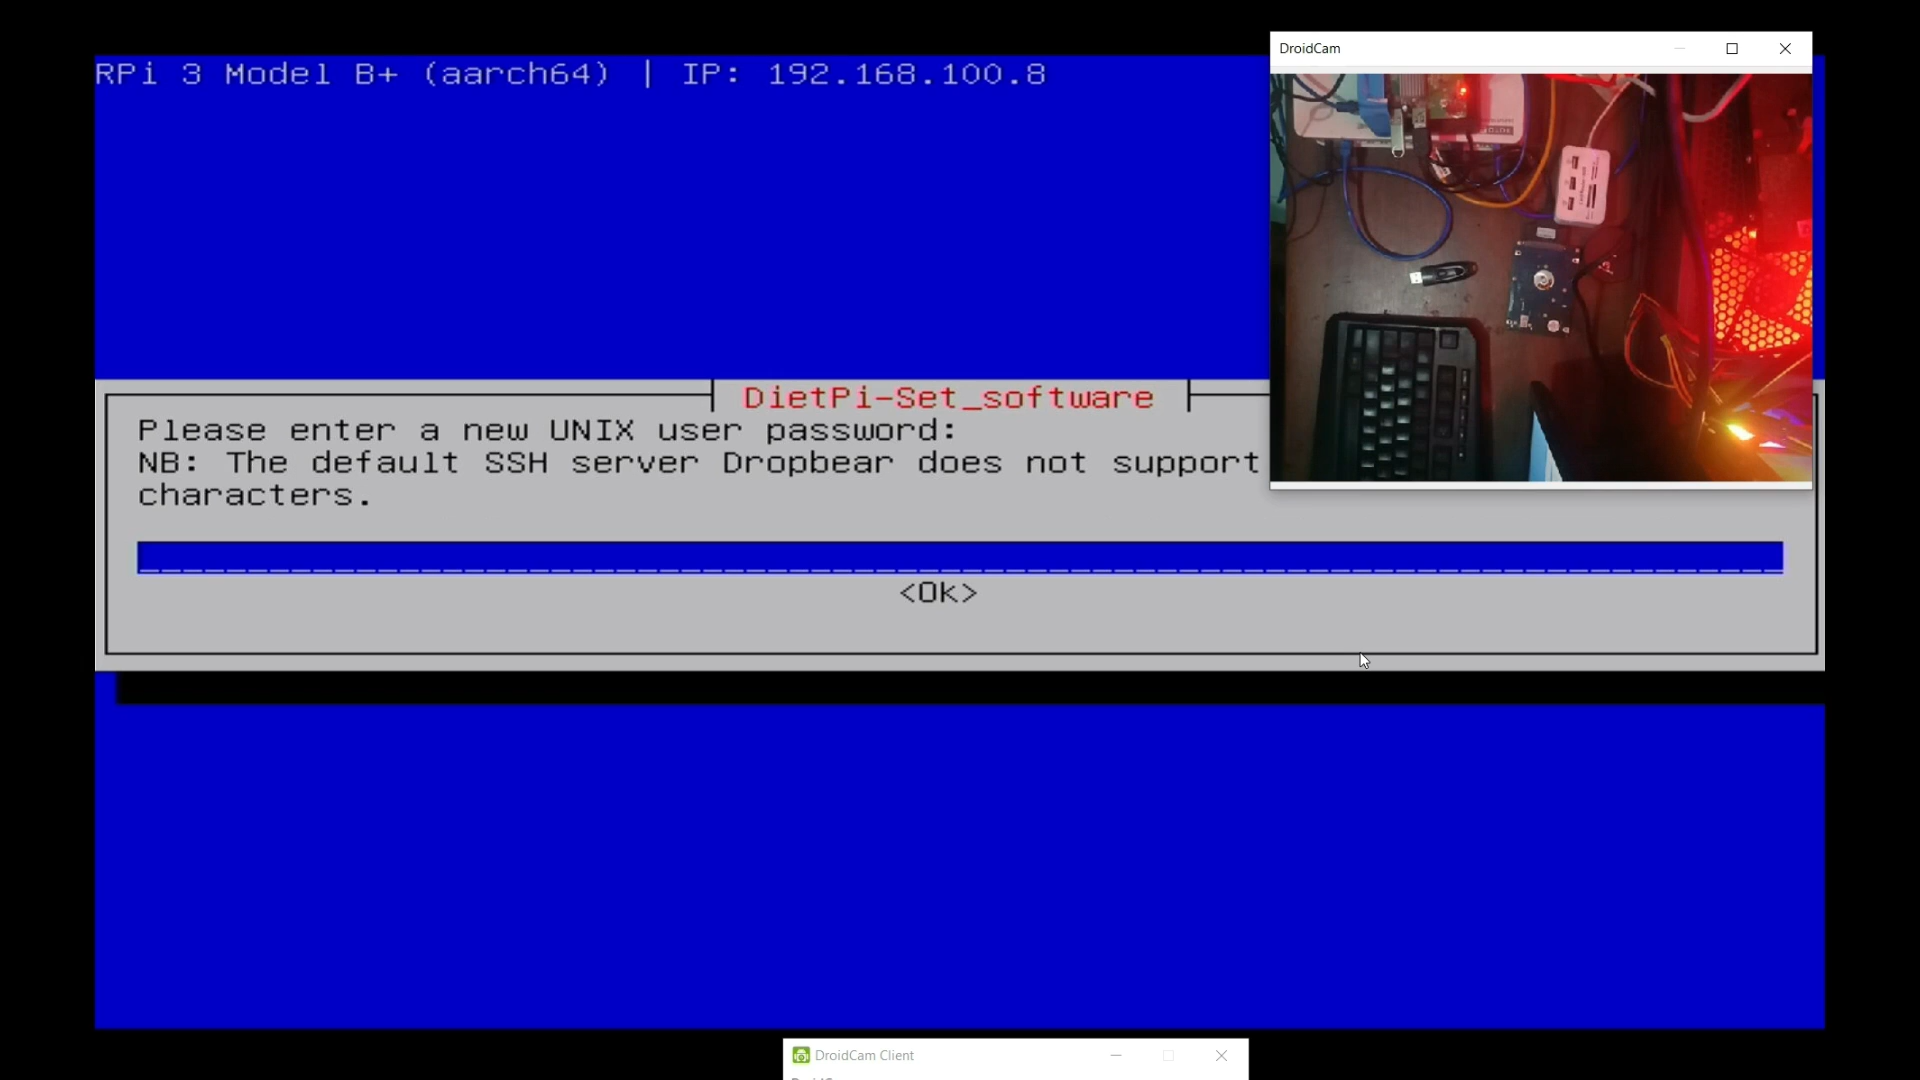 RPi 3 Model B+ (aarch64) | IP: 192.168.100.8
DroidCam
DietPi-Set_software
Please enter a new UNIX user password:
NB: The default SSH server Dropbear does not support
characters.
<Ok>
DroidCam Client